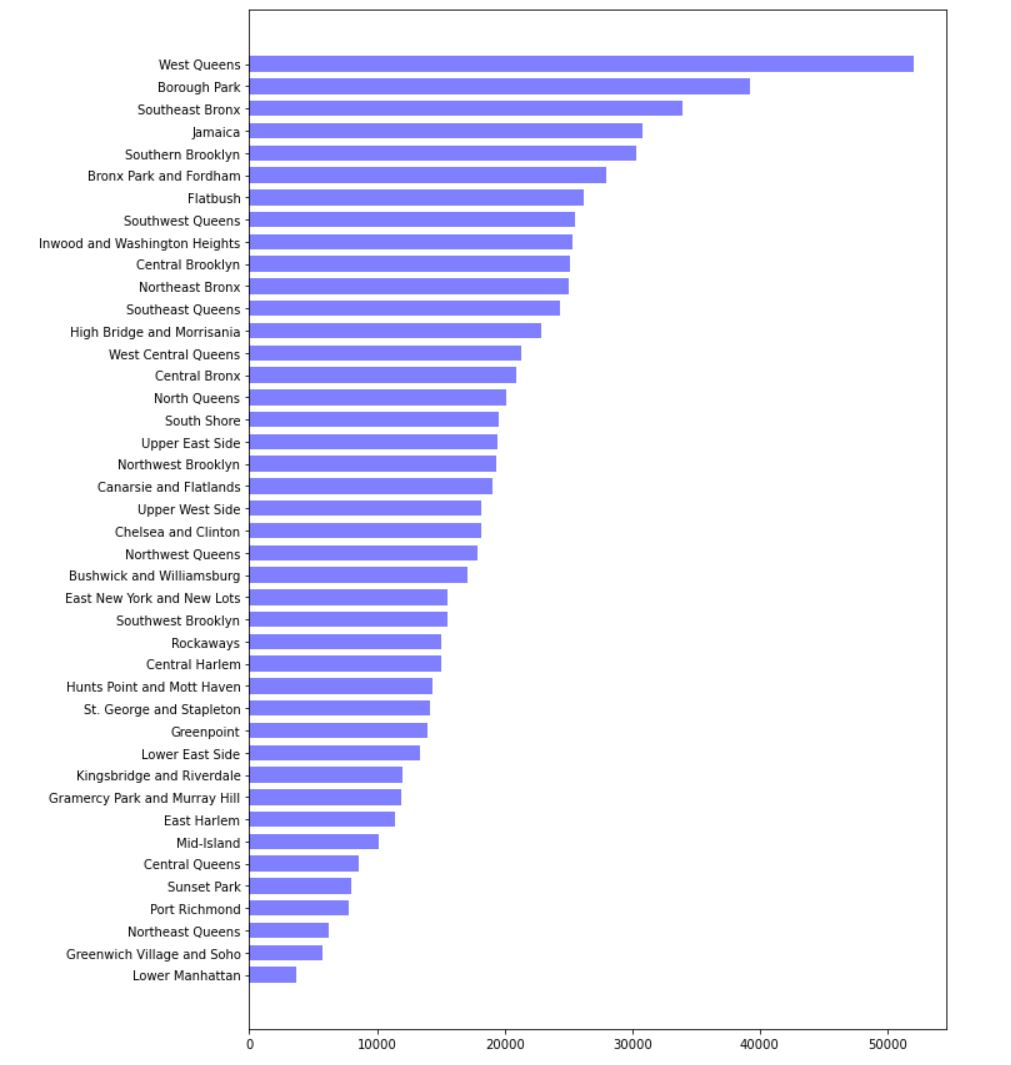 West Queens
Borough Park
Southeast Bronx
Jamaica
Southern Brooklyn
Bronx Park and Fordham
Flatbush
Southwest Queens
Inwood and Washington Heights
Central Brooklyn
Northeast Bronx
Southeast Queens
High Bridge and Morrisania
West Central Queens
Central Bronx
North Queens
South Shore
Upper East Side
Northwest Brooklyn
Canarsie and Flatlands
Upper West Side
Chelsea and Clinton
Northwest Queens
Bushwick and Williamsburg
East New York and New Lots
Southwest Brooklyn
Rockaways
Central Harlem
Hunts Point and Mott Haven
St. George and Stapleton
Greenpoint
Lower East Side
Kingsbridge and Riverdale
Gramercy Park and Murray Hill
East Harlem
Mid-Island
Central Queens
Sunset Park
Port Richmond
Northeast Queens
Greenwich Village and Soho
Lower Manhattan
0 10000 20000 30000 40000 50000